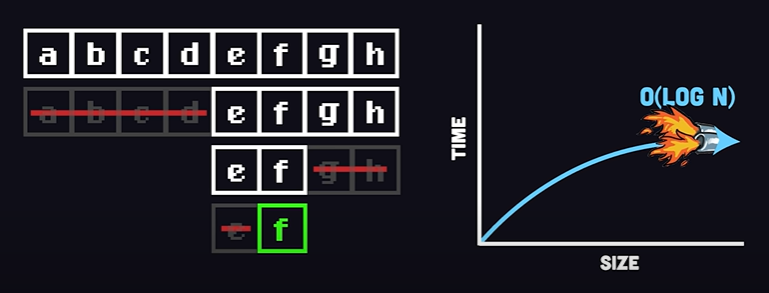 a b c d e f g h
a b c d e f g h
e f g h
e f
O(LOG N)
TIME
SIZE